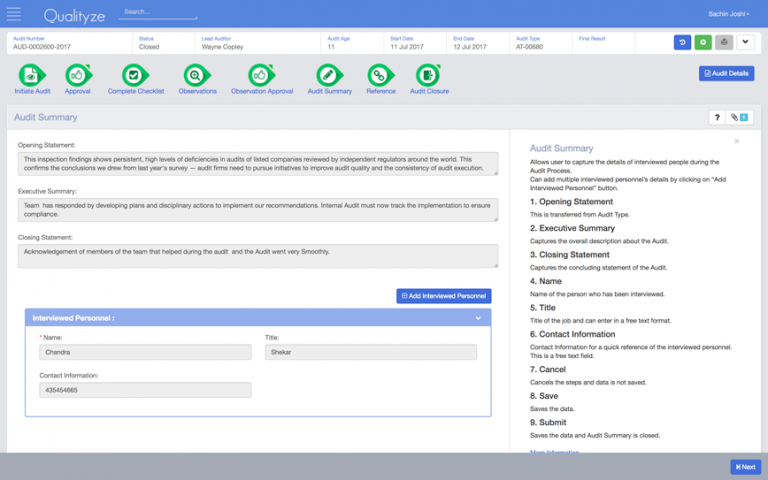 Qualityze
Search...
Sachin Joshi
Audit Number
AUD-0002600-2017
Status
Closed
Lead Auditor
Wayne Copley
Audit Age
11
Start Date
11 Jul 2017
End Date
12 Jul 2017
Audit Type
AT-00680
Final Result
Initiate Audit
Approval
Complete Checklist
Observations
Observation Approval
Audit Summary
Reference
Audit Closure
Audit Details
Audit Summary
?
1
Opening Statement:
This inspection findings shows persistent, high levels of deficiencies in audits of listed companies reviewed by independent regulators around the world. This
confirms the conclusions we drew from last year's survey — audit firms need to pursue initiatives to improve audit quality and the consistency of audit execution.
Executive Summary:
Team has responded by developing plans and disciplinary actions to implement our recommendations. Internal Audit must now track the implementation to ensure
compliance.
Closing Statement:
Acknowledgement of members of the team that helped during the audit and the Audit went very Smoothly.
Add Interviewed Personnel
Interviewed Personnel :
* Name:
Chandra
Title:
Shekar
Contact Information:
435454665
×
Audit Summary
Allows user to capture the details of interviewed people during the
Audit Process.
Can add multiple interviewed personnel's details by clicking on "Add
Interviewed Personnel" button.
1. Opening Statement
This is transferred from Audit Type.
2. Executive Summary
Captures the overall description about the Audit.
3. Closing Statement
Captures the concluding statement of the Audit.
4. Name
Name of the person who has been interviewed.
5. Title
Title of the job and can enter in a free text format.
6. Contact Information
Contact Information for a quick reference of the interviewed personnel.
This is a free text field.
7. Cancel
Cancels the steps and data is not saved.
8. Save
Saves the data.
9. Submit
Saves the data and Audit Summary is closed.
More Information
Next